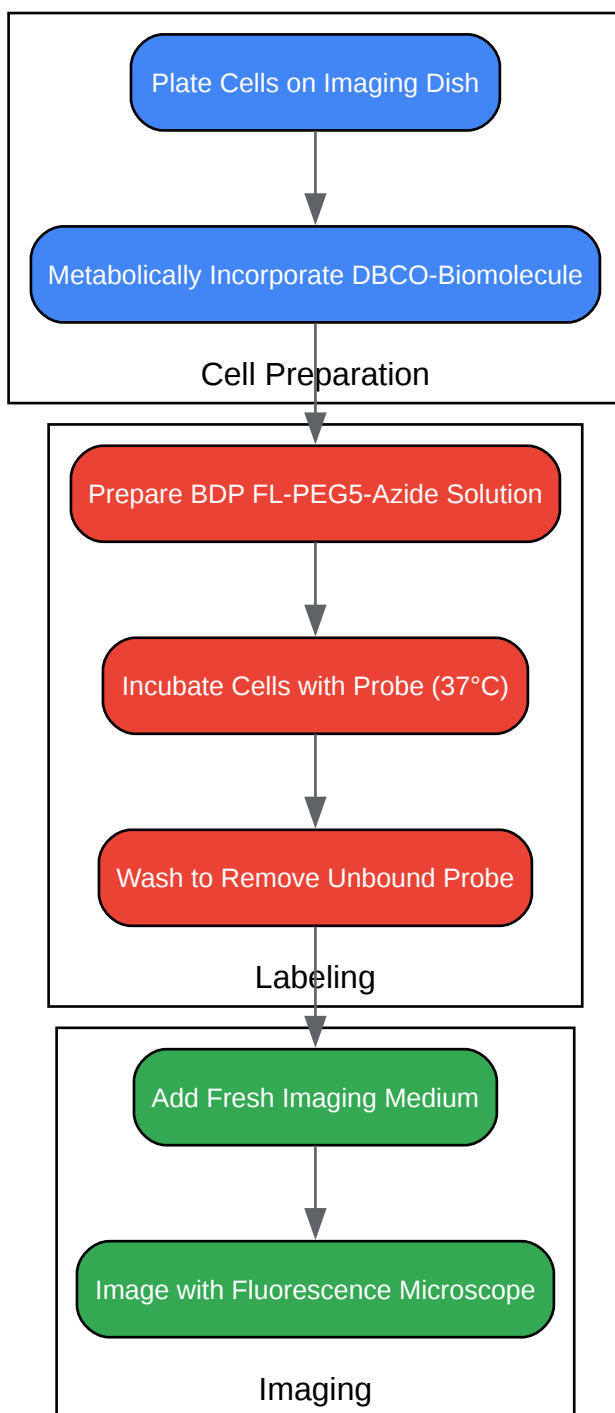 Plate Cells on Imaging Dish
Metabolically Incorporate DBCO-Biomolecule
Cell Preparation
Prepare BDP FL-PEG5-Azide Solution
Incubate Cells with Probe (37°C)
Wash to Remove Unbound Probe
Labeling
Add Fresh Imaging Medium
Image with Fluorescence Microscope
Imaging